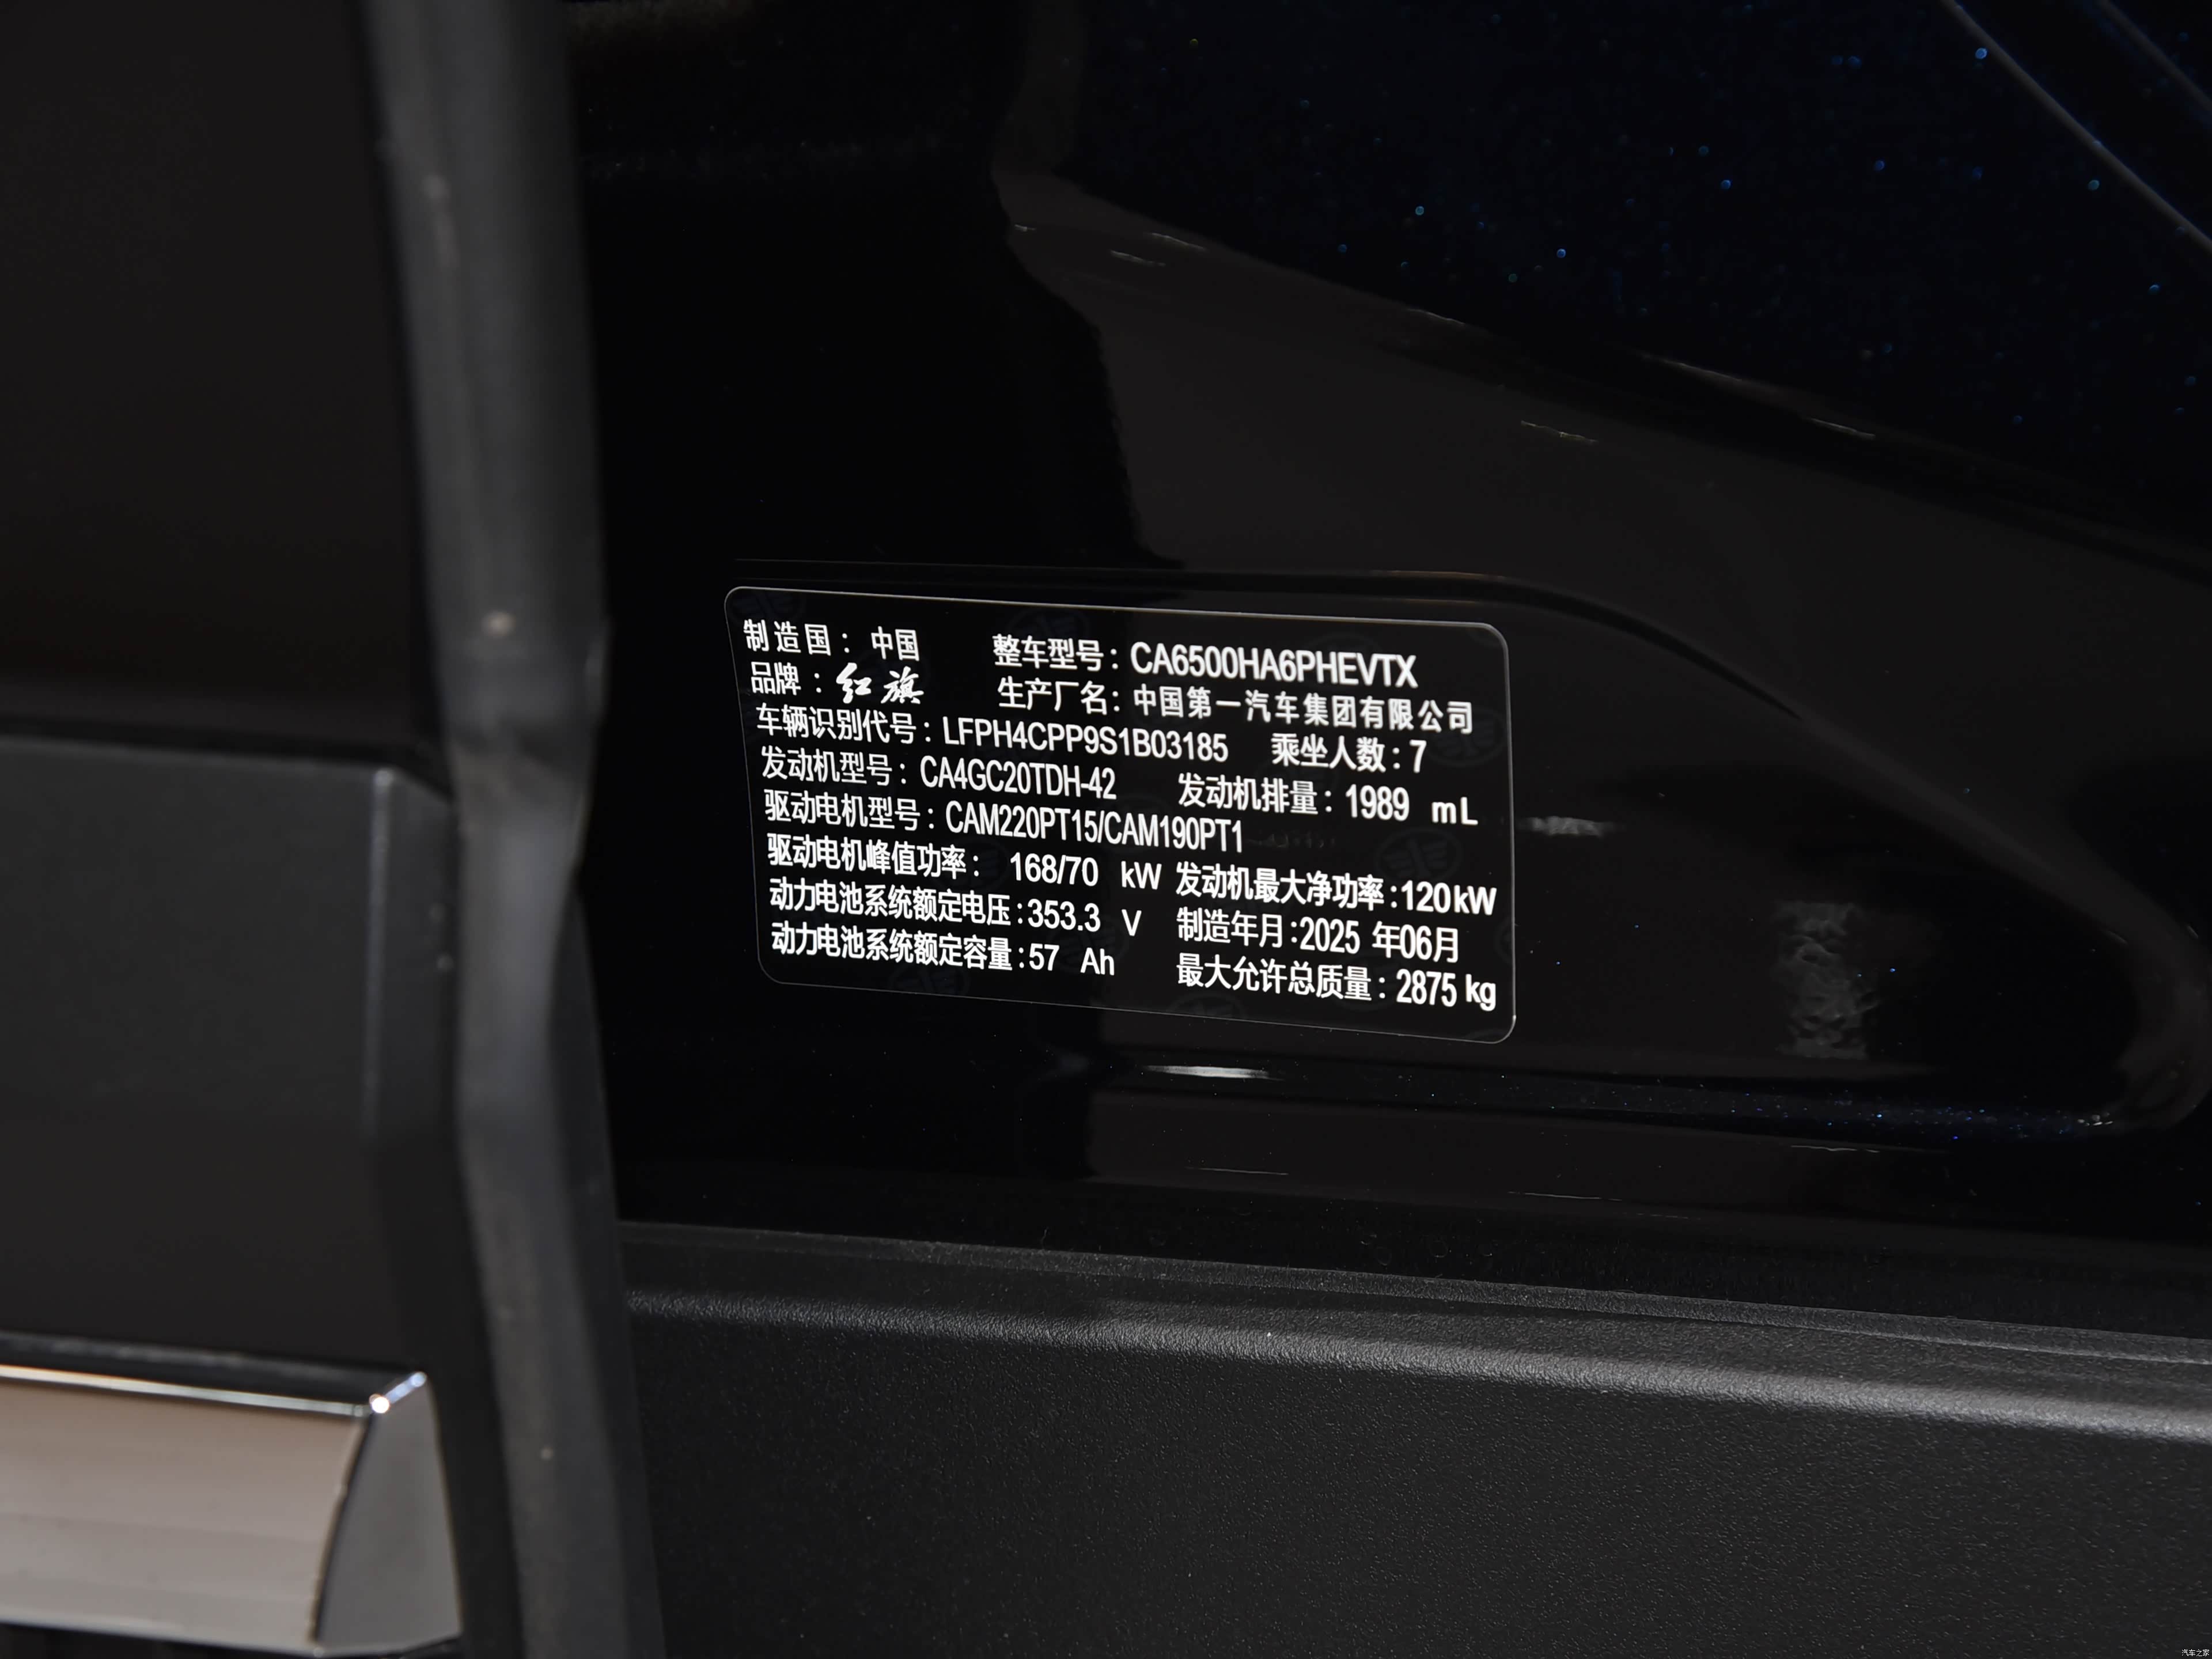 制造国：中国 整车型号：CA6500HA6PHEVTX
品牌：红旗 生产厂名：中国第一汽车集团有限公司
车辆识别代号：LFPH4CPP9S1B03185 乘坐人数：7
发动机型号：CA4GC20TDH-42 发动机排量：1989 mL
驱动电机型号：CAM220PT15/CAM190PT1
驱动电机峰值功率：168/70 kW 发动机最大净功率：120kW
动力电池系统额定电压：353.3 V 制造年月：2025 年06月
动力电池系统额定容量：57 Ah 最大允许总质量：2875 kg
汽车之家